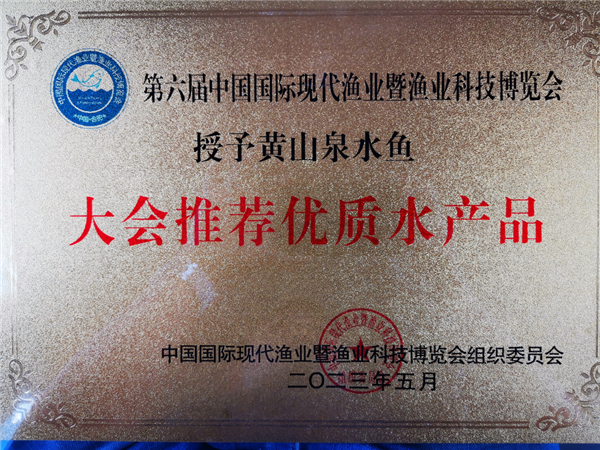 第六届中国国际现代渔业暨渔业科技博览会
授予黄山泉水鱼
大会推荐优质水产品
中国国际现代渔业暨渔业科技博览会组织委员会
二〇二三年五月